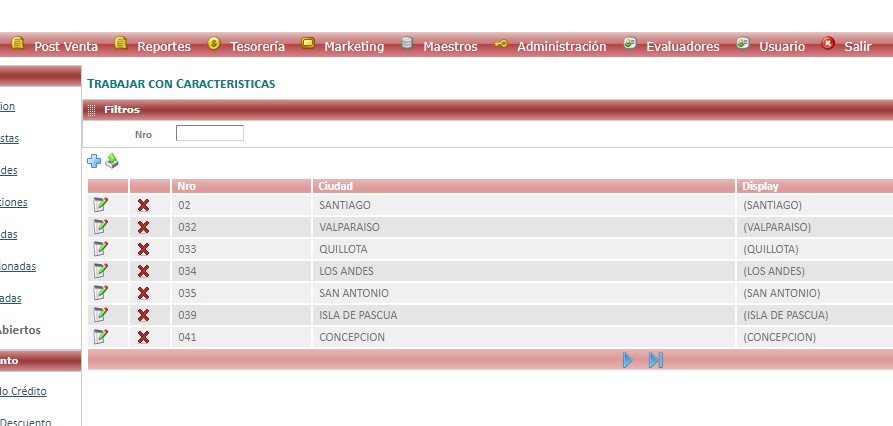 Post Venta Reportes Tesorería Marketing Maestros Administración Evaluadores Usuario Salir
TRABAJAR CON CARACTERISTICAS
Filtros
Nro
Nro Ciudad Display
02 SANTIAGO (SANTIAGO)
032 VALPARAISO (VALPARAISO)
033 QUILLOTA (QUILLOTA)
034 LOS ANDES (LOS ANDES)
035 SAN ANTONIO (SAN ANTONIO)
039 ISLA DE PASCUA (ISLA DE PASCUA)
041 CONCEPCION (CONCEPCION)
ion
stas
des
ciones
das
ionadas
adas
Abiertos
nto
do Crédito
Descuento